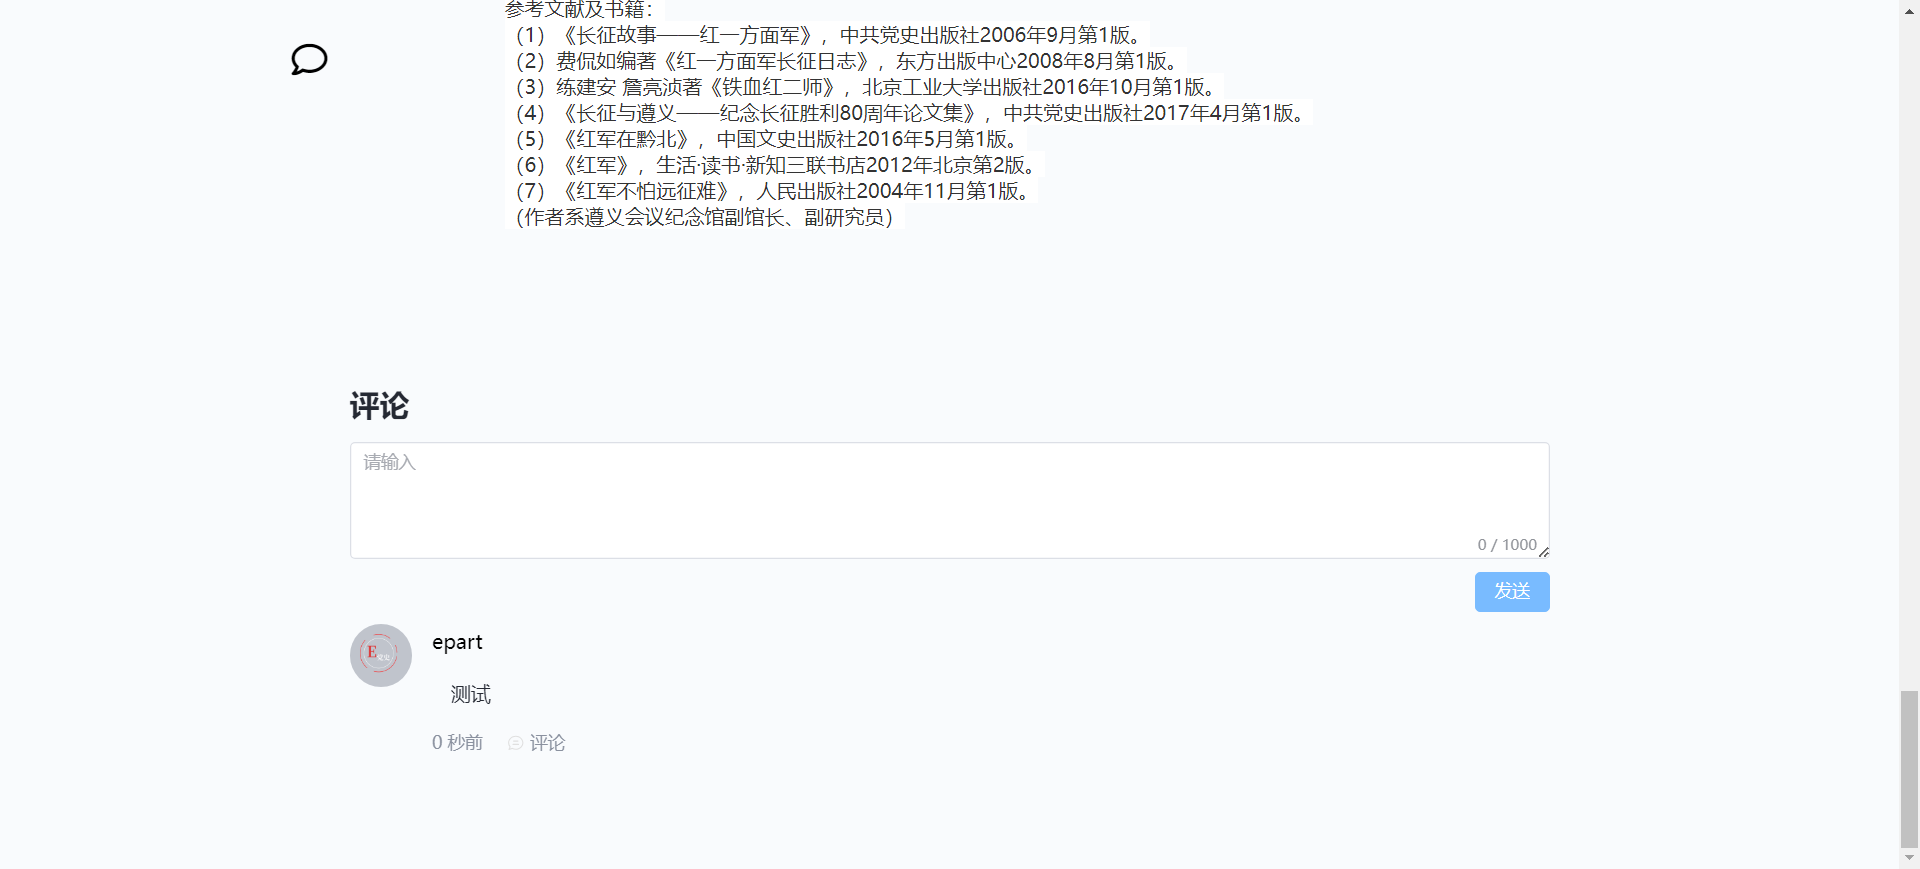 参考文献及书籍：
（1）《长征故事——红一方面军》，中共党史出版社2006年9月第1版。
（2）费侃如编著《红一方面军长征日志》，东方出版中心2008年8月第1版。
（3）练建安 詹亮浈著《铁血红二师》，北京工业大学出版社2016年10月第1版。
（4）《长征与遵义——纪念长征胜利80周年论文集》，中共党史出版社2017年4月第1版。
（5）《红军在黔北》，中国文史出版社2016年5月第1版。
（6）《红军》，生活·读书·新知三联书店2012年北京第2版。
（7）《红军不怕远征难》，人民出版社2004年11月第1版。
（作者系遵义会议纪念馆副馆长、副研究员）
评论
请输入
0 / 1000
发送
E党史
epart
测试
0 秒前 评论